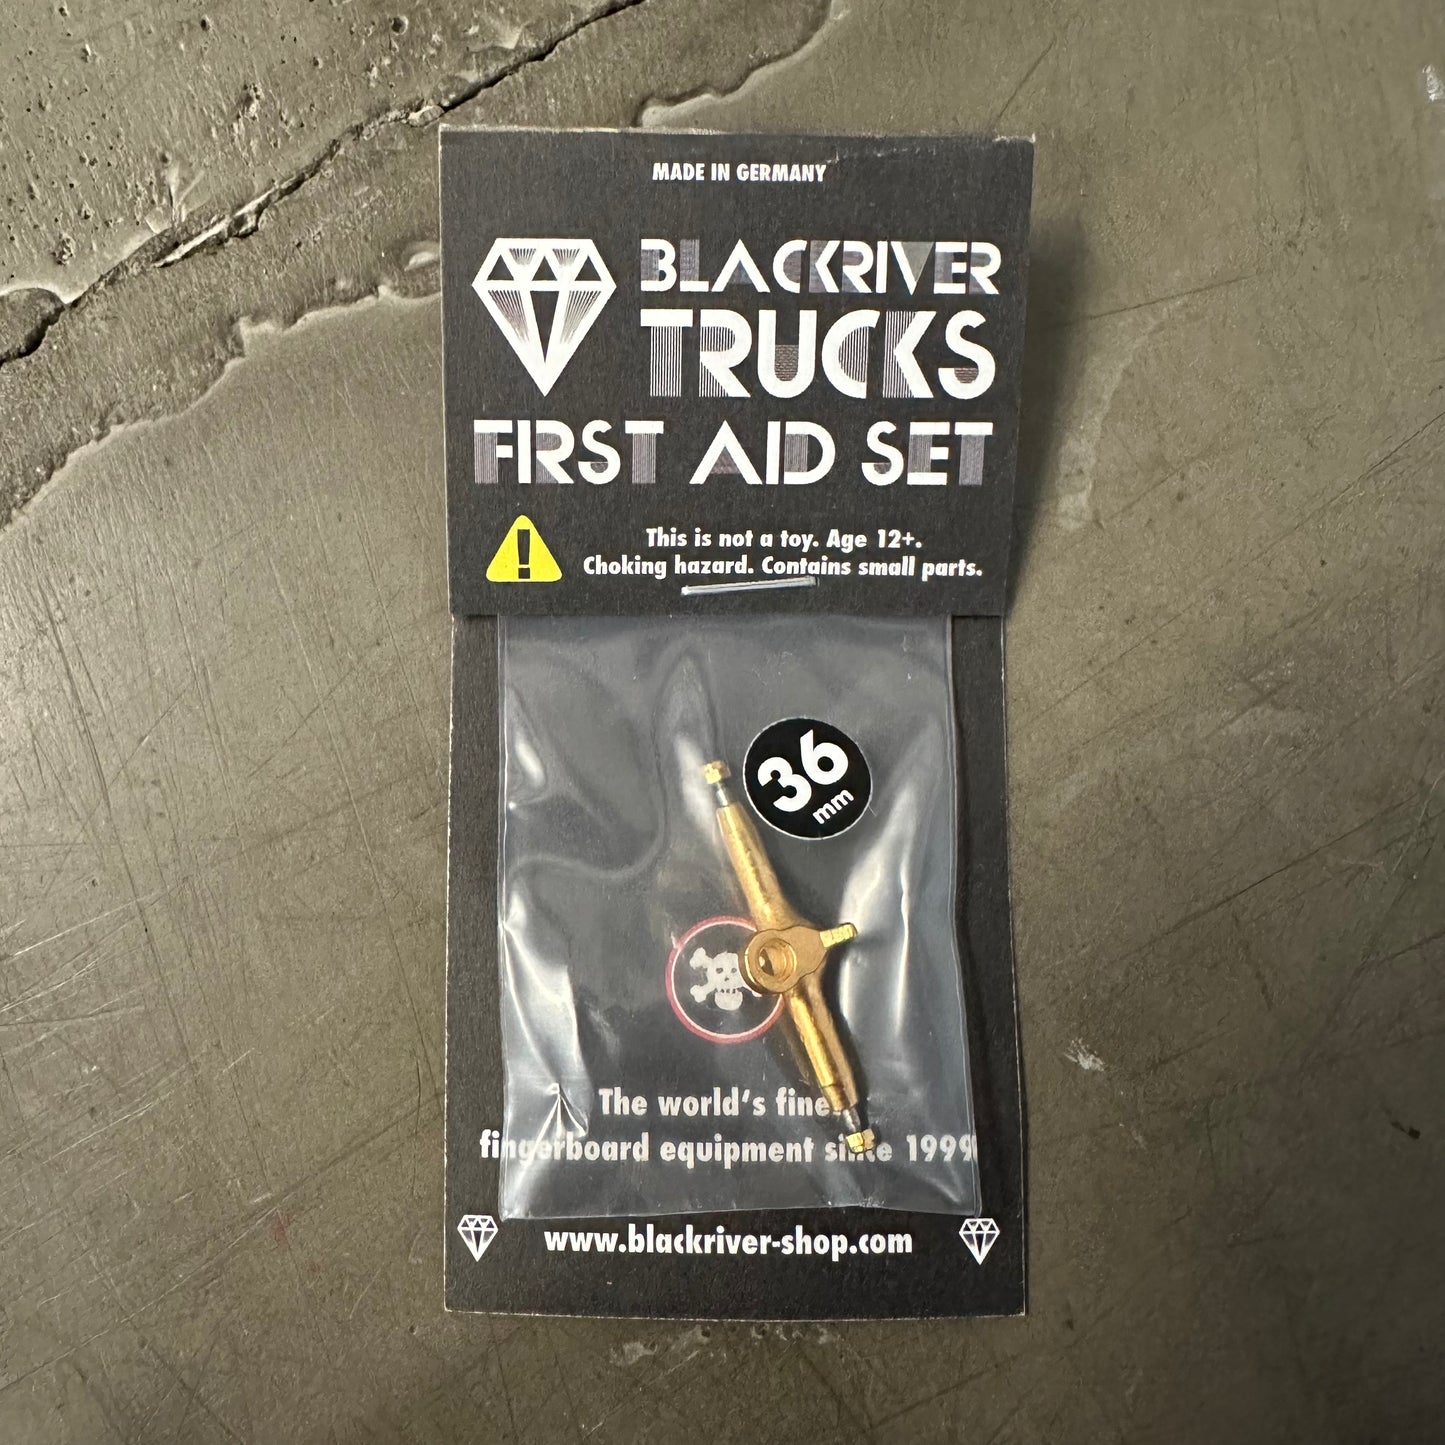 MADE IN GERMANY
BLACKRIVER
TRUCKS
FIRST AID SET
This is not a toy. Age 12+.
Choking hazard. Contains small parts.
36
mm
The world's fines
fingerboard equipment since 1999
www.blackriver-shop.com